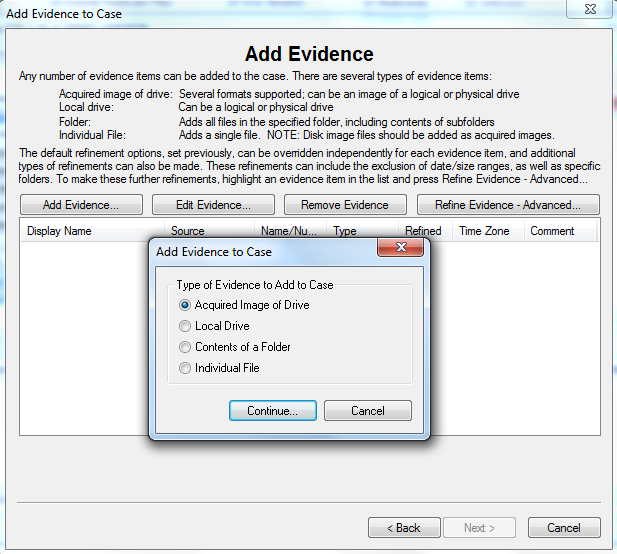 Add Evidence to Case
Add Evidence
Any number of evidence items can be added to the case. There are several types of evidence items:
Acquired image of drive: Several formats supported; can be an image of a logical or physical drive
Local drive: Can be a logical or physical drive
Folder: Adds all files in the specified folder, including contents of subfolders
Individual File: Adds a single file. NOTE: Disk image files should be added as acquired images.
The default refinement options, set previously, can be overridden independently for each evidence item, and additional
types of refinements can also be made. These refinements can include the exclusion of date/size ranges, as well as specific
folders. To make these further refinements, highlight an evidence item in the list and press Refine Evidence - Advanced...
Add Evidence... Edit Evidence... Remove Evidence Refine Evidence - Advanced...
Display Name Source Name/Nu... Type Refined Time Zone Comment
Add Evidence to Case
Type of Evidence to Add to Case
Acquired Image of Drive
Local Drive
Contents of a Folder
Individual File
Continue... Cancel
< Back Next > Cancel